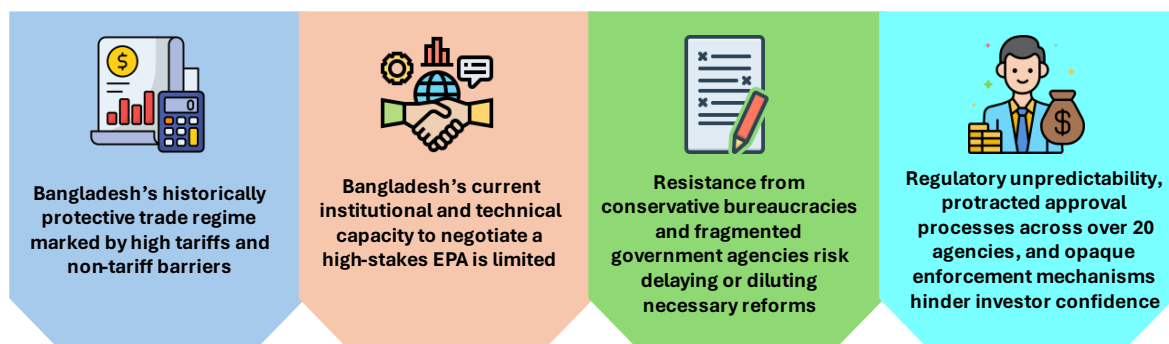 Bangladesh's historically
protective trade regime
marked by high tariffs and
non-tariff barriers
Bangladesh's current
institutional and technical
capacity to negotiate a
high-stakes EPA is limited
Resistance from
conservative bureaucracies
and fragmented
government agencies risk
delaying or diluting
necessary reforms
Regulatory unpredictability,
protracted approval
processes across over 20
agencies, and opaque
enforcement mechanisms
hinder investor confidence